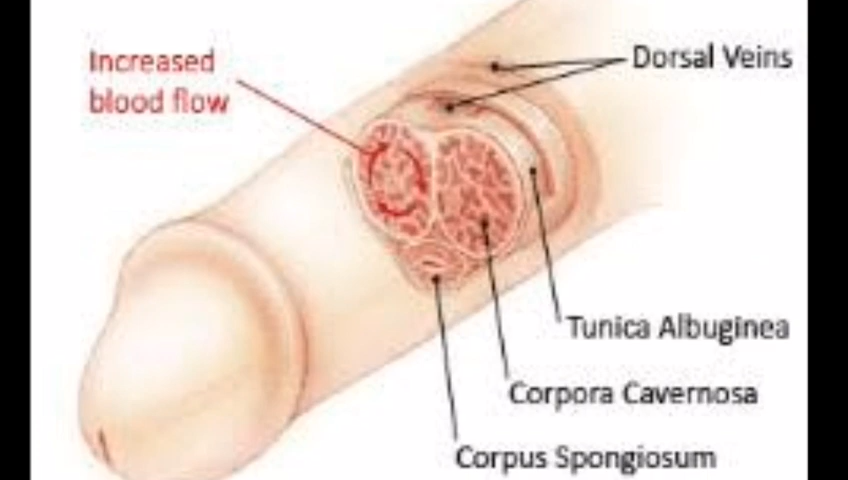 Increased
blood flow
Dorsal Veins
Tunica Albuginea
Corpora Cavernosa
Corpus Spongiosum